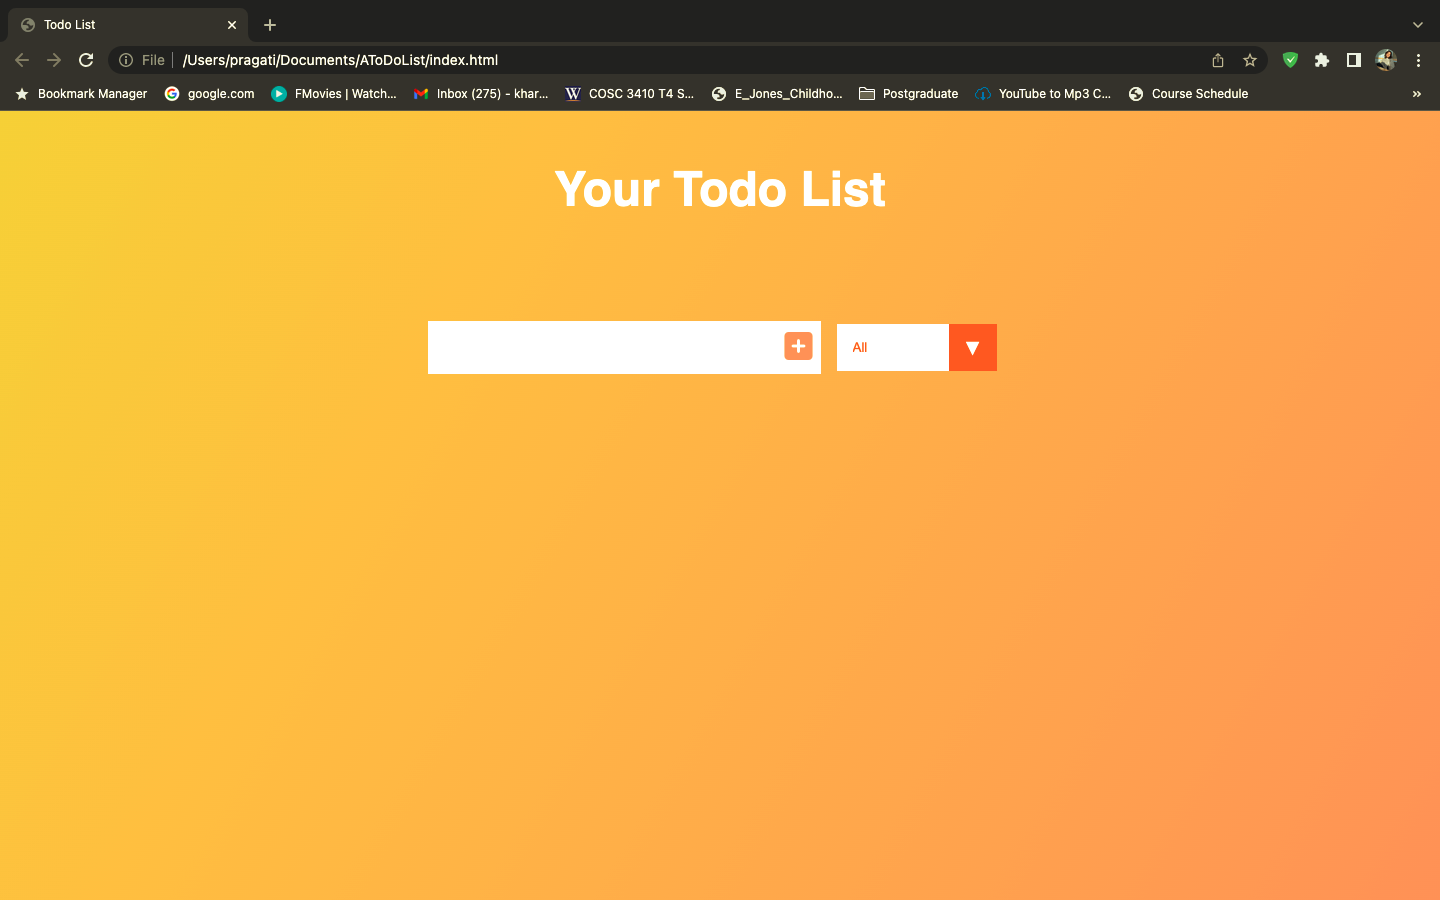 Todo List
File /Users/pragati/Documents/AToDoList/index.html
Bookmark Manager google.com FMovies | Watch... Inbox (275) - khar... COSC 3410 T4 S... E_Jones_Childho... Postgraduate YouTube to Mp3 C... Course Schedule
Your Todo List
All